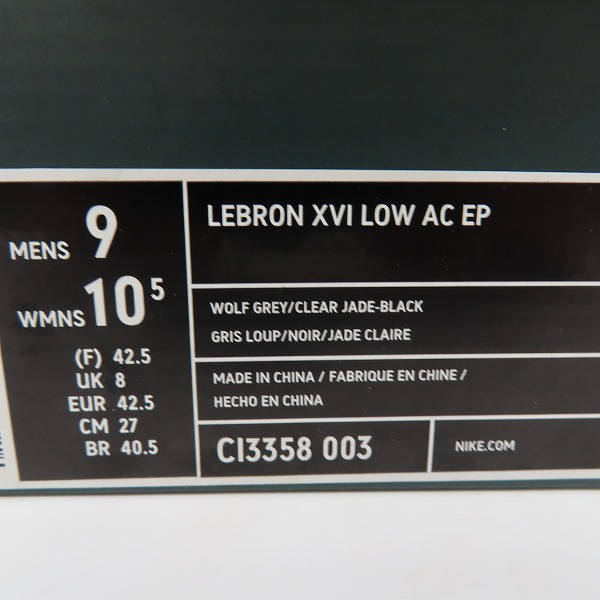 MENS 9
WMNS 10 5
(F) 42.5
UK 8
EUR 42.5
CM 27
BR 40.5
LEBRON XVI LOW AC EP
WOLF GREY/CLEAR JADE-BLACK
GRIS LOUP/NOIR/JADE CLAIRE
MADE IN CHINA / FABRIQUE EN CHINE /
HECHO EN CHINA
CI3358 003
NIKE.COM